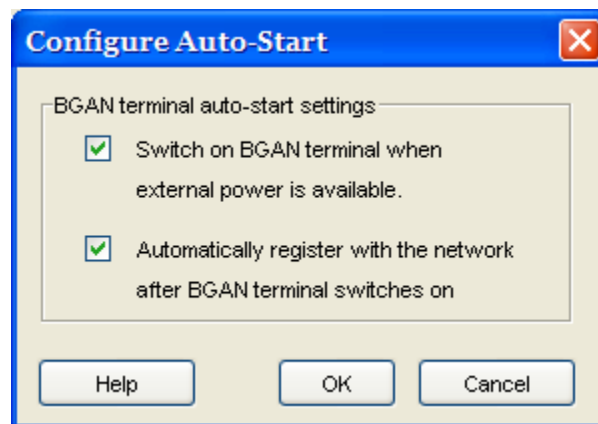 Configure Auto-Start
BGAN terminal auto-start settings
Switch on BGAN terminal when
external power is available.
Automatically register with the network
after BGAN terminal switches on
Help OK Cancel